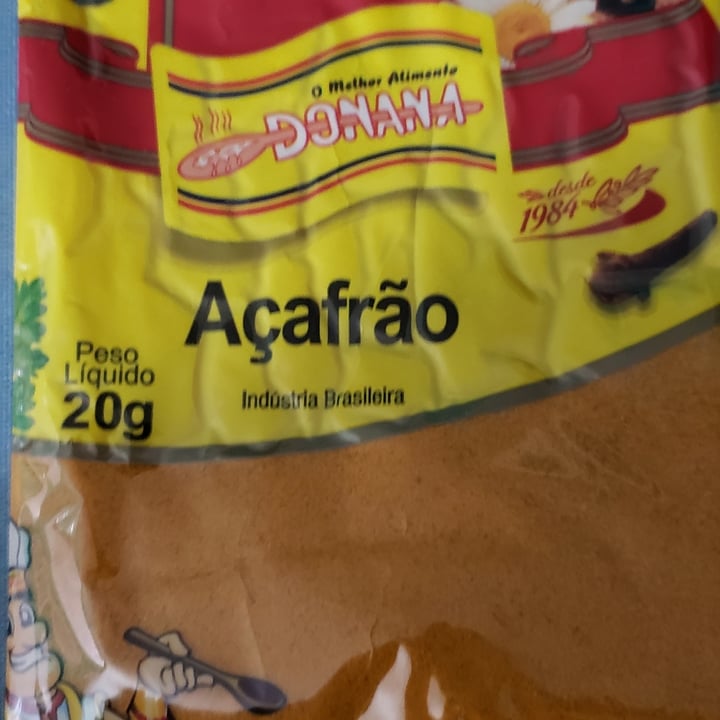 O Melhor Alimento
DONANA
desde
1984
Açafrão
Peso
Líquido
20g
Indústria Brasileira